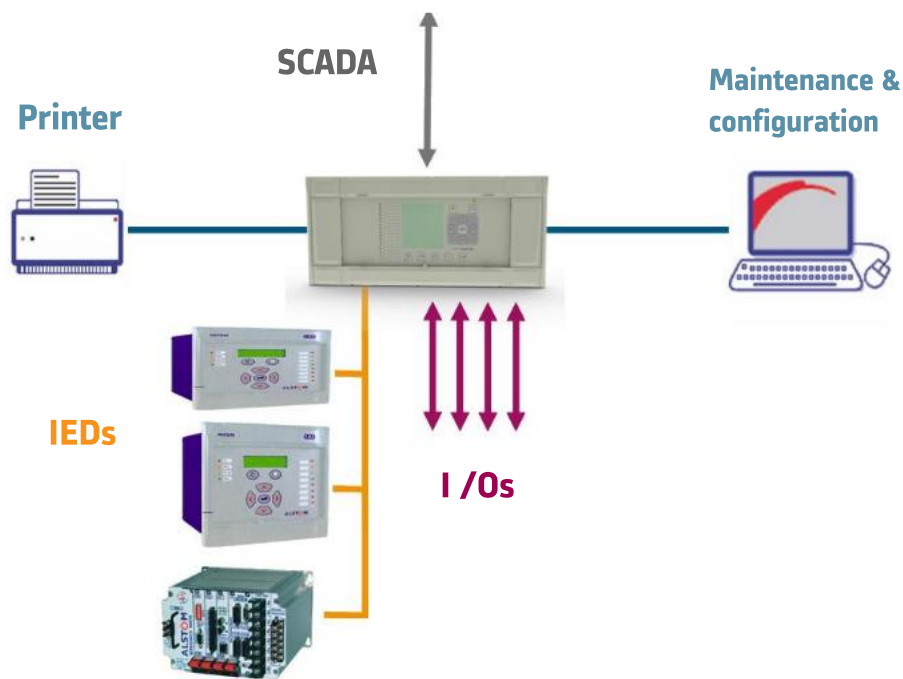 SCADA
Maintenance &
configuration
Printer
IEDs
ALSTOM
ALSTOM
I /Os
ALSTOM